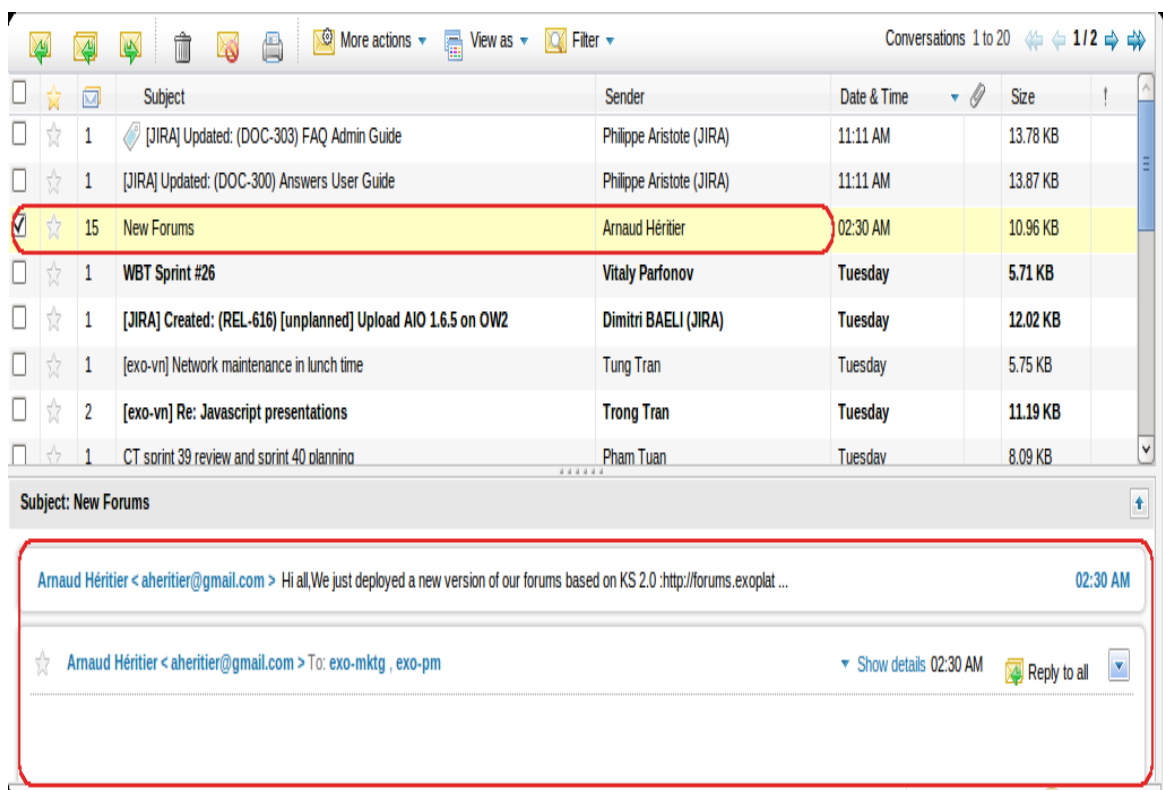 More actions View as Filter Conversations 1 to 20 1 / 2
Subject Sender Date & Time Size !
1 [JIRA] Updated: (DOC-303) FAQ Admin Guide Philippe Aristote (JIRA) 11:11 AM 13.78 KB
1 [JIRA] Updated: (DOC-300) Answers User Guide Philippe Aristote (JIRA) 11:11 AM 13.87 KB
15 New Forums Arnaud Héritier 02:30 AM 10.96 KB
1 WBT Sprint #26 Vitaly Parfonov Tuesday 5.71 KB
1 [JIRA] Created: (REL-616) [unplanned] Upload AIO 1.6.5 on OW2 Dimitri BAELI (JIRA) Tuesday 12.02 KB
1 [exo-vn] Network maintenance in lunch time Tung Tran Tuesday 5.75 KB
2 [exo-vn] Re: Javascript presentations Trong Tran Tuesday 11.19 KB
1 CT sprint 39 review and sprint 40 planning Pham Tuan Tuesday 8.09 KB
Subject: New Forums
Arnaud Héritier < aheritier@gmail.com > Hi all,We just deployed a new version of our forums based on KS 2.0 :http://forums.exoplat ... 02:30 AM
Arnaud Héritier < aheritier@gmail.com > To: exo-mktg , exo-pm Show details 02:30 AM Reply to all